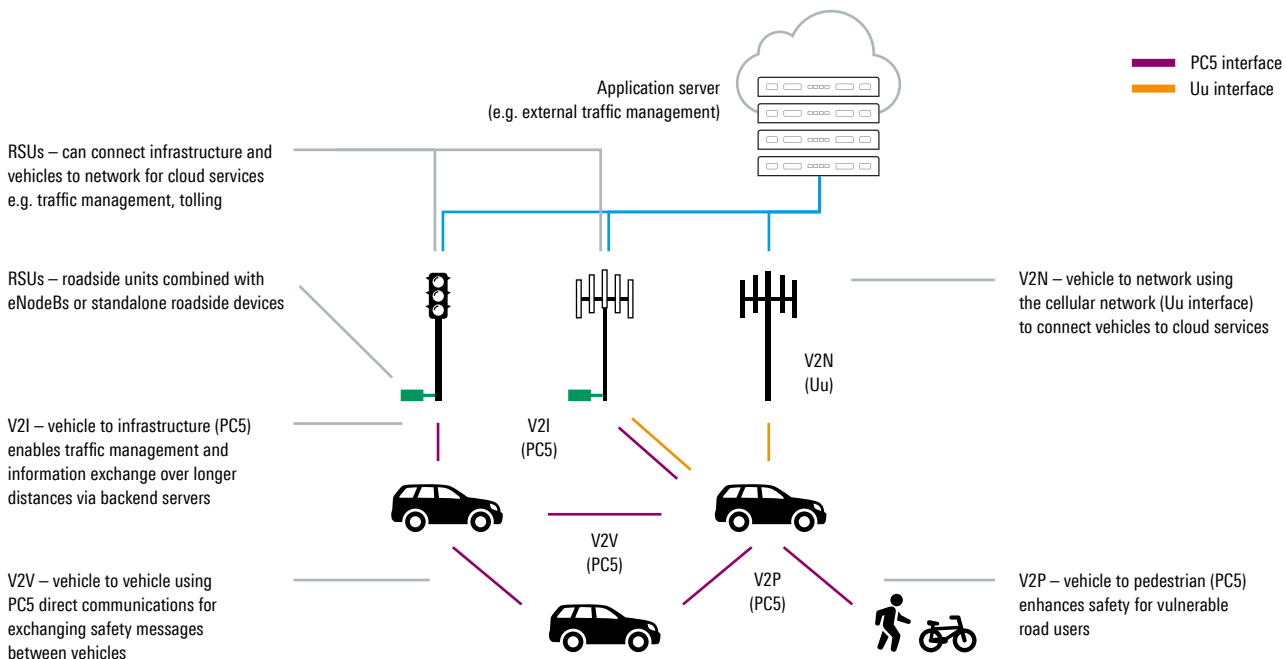 PC5 interface
Uu interface
Application server
(e.g. external traffic management)
RSUs – can connect infrastructure and
vehicles to network for cloud services
e.g. traffic management, tolling
RSUs – roadside units combined with
eNodeBs or standalone roadside devices
V2N – vehicle to network using
the cellular network (Uu interface)
to connect vehicles to cloud services
V2N
(Uu)
V2I – vehicle to infrastructure (PC5)
enables traffic management and
information exchange over longer
distances via backend servers
V2I
(PC5)
V2V
(PC5)
V2V – vehicle to vehicle using
PC5 direct communications for
exchanging safety messages
between vehicles
V2P
(PC5)
V2P – vehicle to pedestrian (PC5)
enhances safety for vulnerable
road users